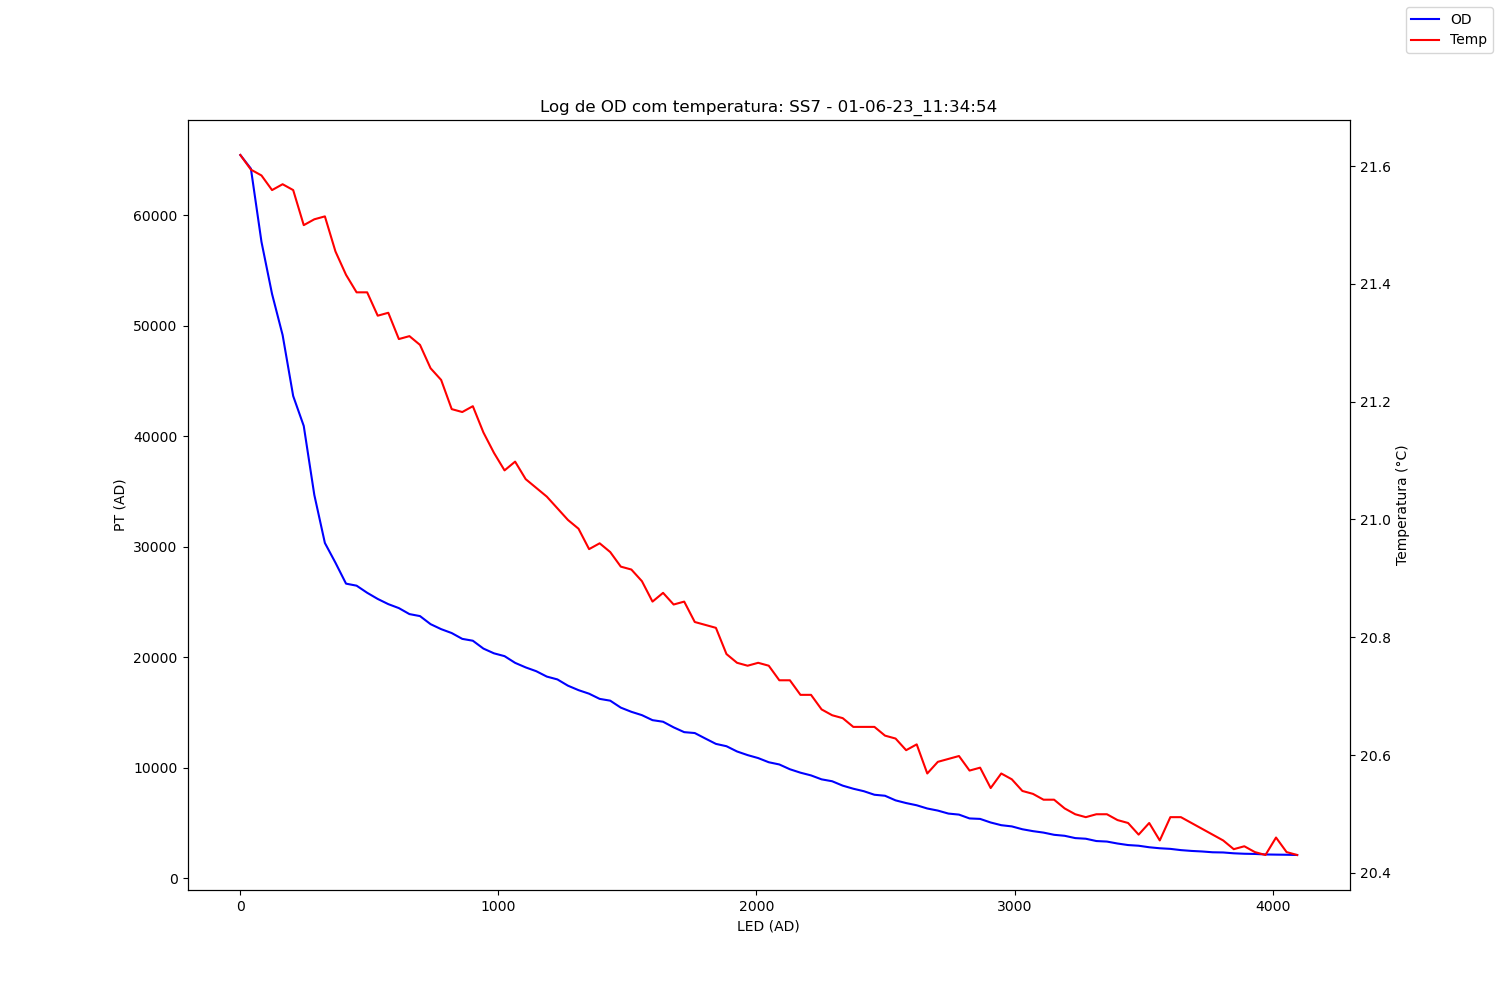 OD
Temp
Log de OD com temperatura: SS7 - 01-06-23_11:34:54
60000
50000
40000
30000
20000
10000
0
PT (AD)
21.6
21.4
21.2
21.0
20.8
20.6
20.4
Temperatura (°C)
0 1000 2000 3000 4000
LED (AD)